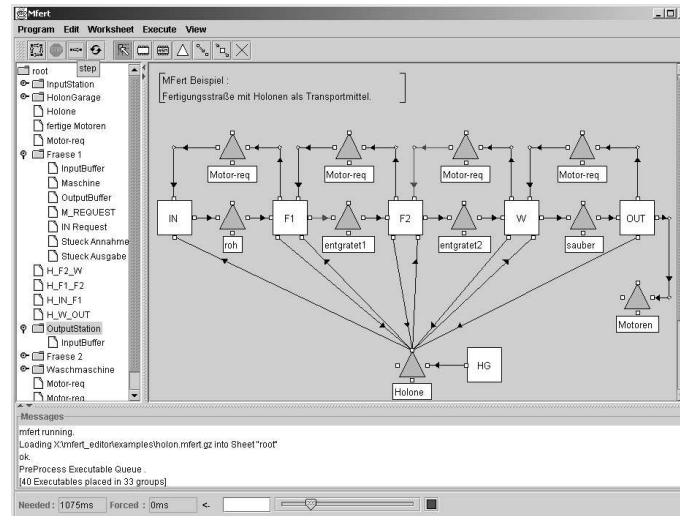 Mfert
Program Edit Worksheet Execute View
step
root
InputStation
HolonGarage
Holone
fertige Motoren
Motor-req
Fraese 1
InputBuffer
Maschine
OutputBuffer
M_REQUEST
IN Request
Stueck Annahme
Stueck Ausgabe
H_F2_W
H_F1_F2
H_IN_F1
H_W_OUT
OutputStation
InputBuffer
Fraese 2
Waschmaschine
Motor-req
Motor-req
MFert Beispiel :
Fertigungsstraße mit Holonen als Transportmittel.
Motor-req Motor-req Motor-req Motor-req
IN F1 F2 W OUT
roh entgratet1 entgratet2 sauber
Motoren
HG
Holone
Messages
mfert running.
Loading X:\mfert_editor\examples\holon.mfert.gz into Sheet "root"
ok.
PreProcess Executable Queue .
[40 Executables placed in 33 groups]
Needed : 1075ms Forced : 0ms <-